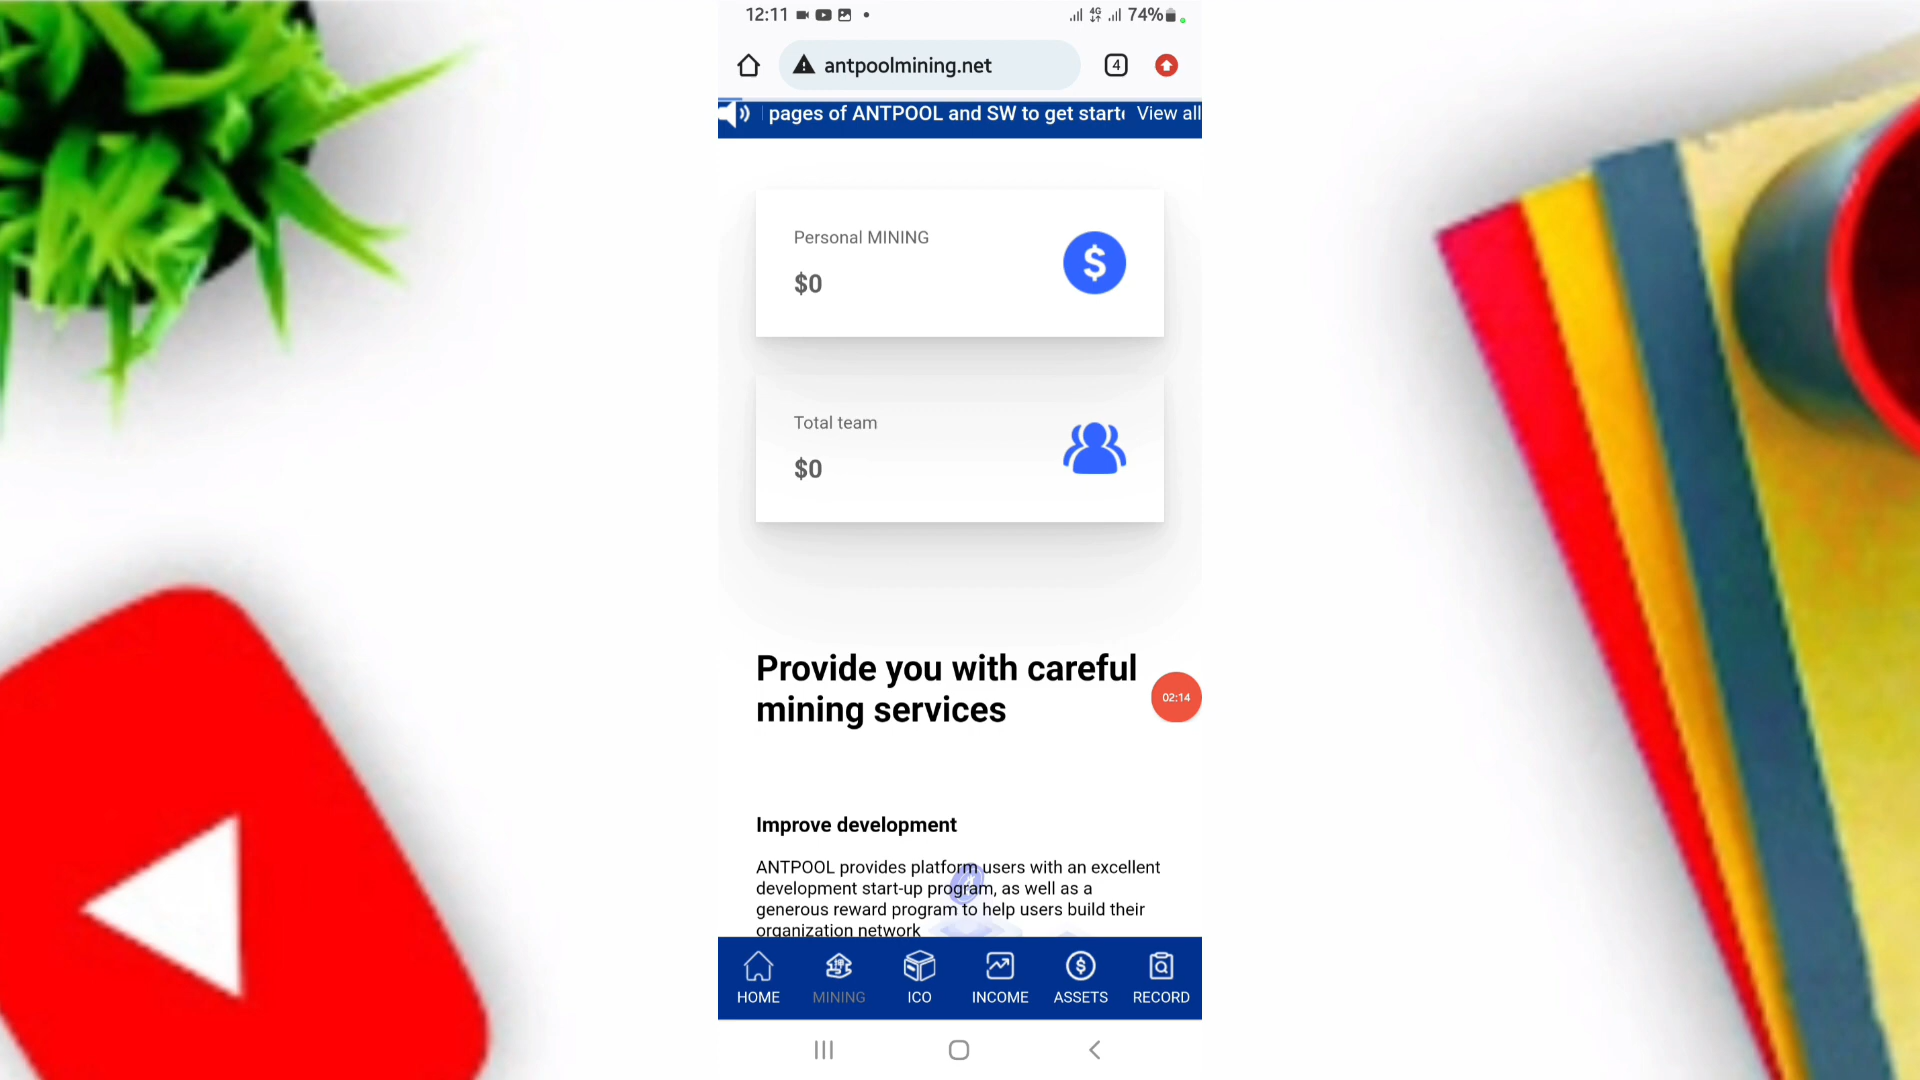 12:11
4G
74%
antpoolmining.net
4
pages of ANTPOOL and SW to get start
View all
Personal MINING
$0
$
Total team
$0
Provide you with careful
mining services
02:14
Improve development
ANTPOOL provides platform users with an excellent
development start-up program, as well as a
generous reward program to help users build their
organization network
HOME
MINING
ICO
INCOME
ASSETS
RECORD